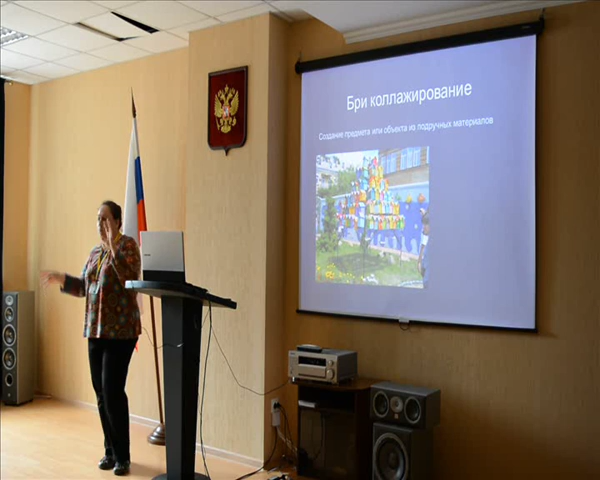 Бри коллажирование
Создание предмета или объекта из подручных материалов